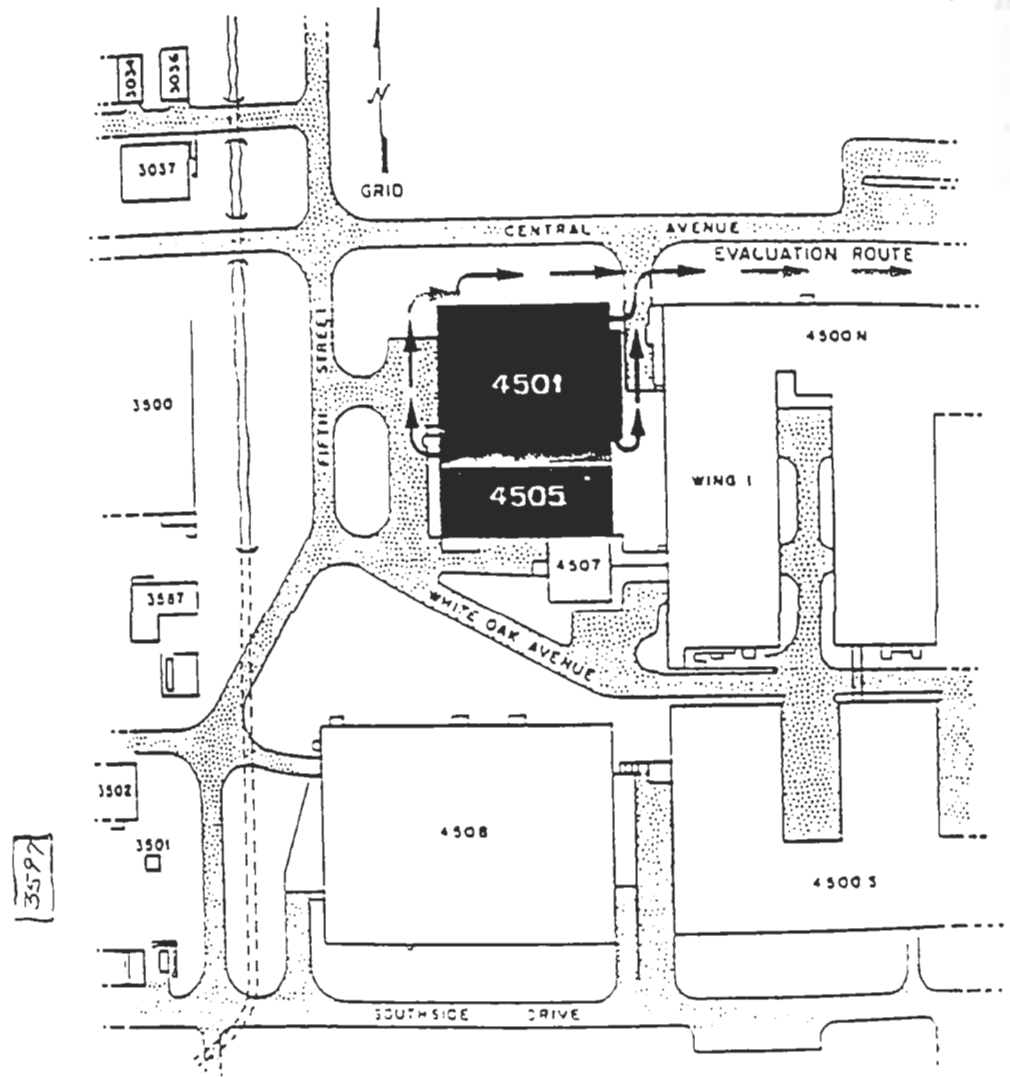 3034
3036
N
3037
GRID
CENTRAL AVENUE
EVACUATION ROUTE
4500 N
FIFTH STREET
4501
3500
WING 1
4505
4507
3587
WHITE OAK AVENUE
3502
4508
3501
4500 S
3597
SOUTHSIDE DRIVE